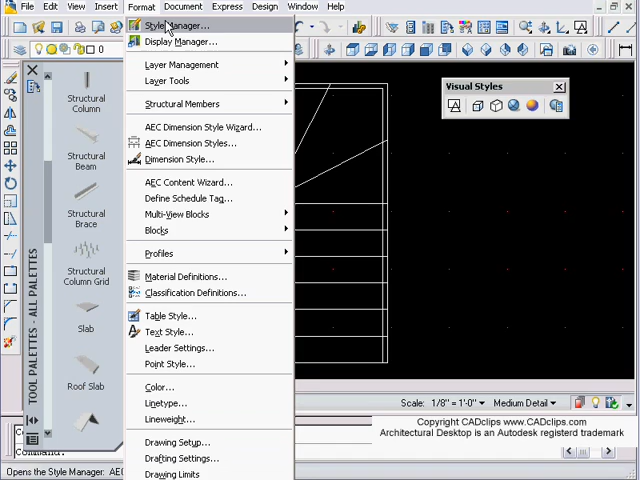 File Edit View Insert Format Document Express Design Window Help
Style Manager...
Display Manager...
Layer Management
Layer Tools
Structural Members
AEC Dimension Style Wizard...
AEC Dimension Styles...
Dimension Style...
AEC Content Wizard...
Define Schedule Tag...
Multi-View Blocks
Blocks
Profiles
Material Definitions...
Classification Definitions...
Table Style...
Text Style...
Leader Settings...
Point Style...
Color...
Linetype...
Lineweight...
Drawing Setup...
Drafting Settings...
Drawing Limits
Structural
Column
Structural
Beam
Structural
Brace
Structural
Column Grid
Slab
Roof Slab
TOOL PALETTES - ALL PALETTES
0
Visual Styles
Scale: 1/8" = 1'-0"
Medium Detail
Copyright CADclips www.CADclips.com
Architectural Desktop is an Autodesk registerd trademark
Command:
Opens the Style Manager: